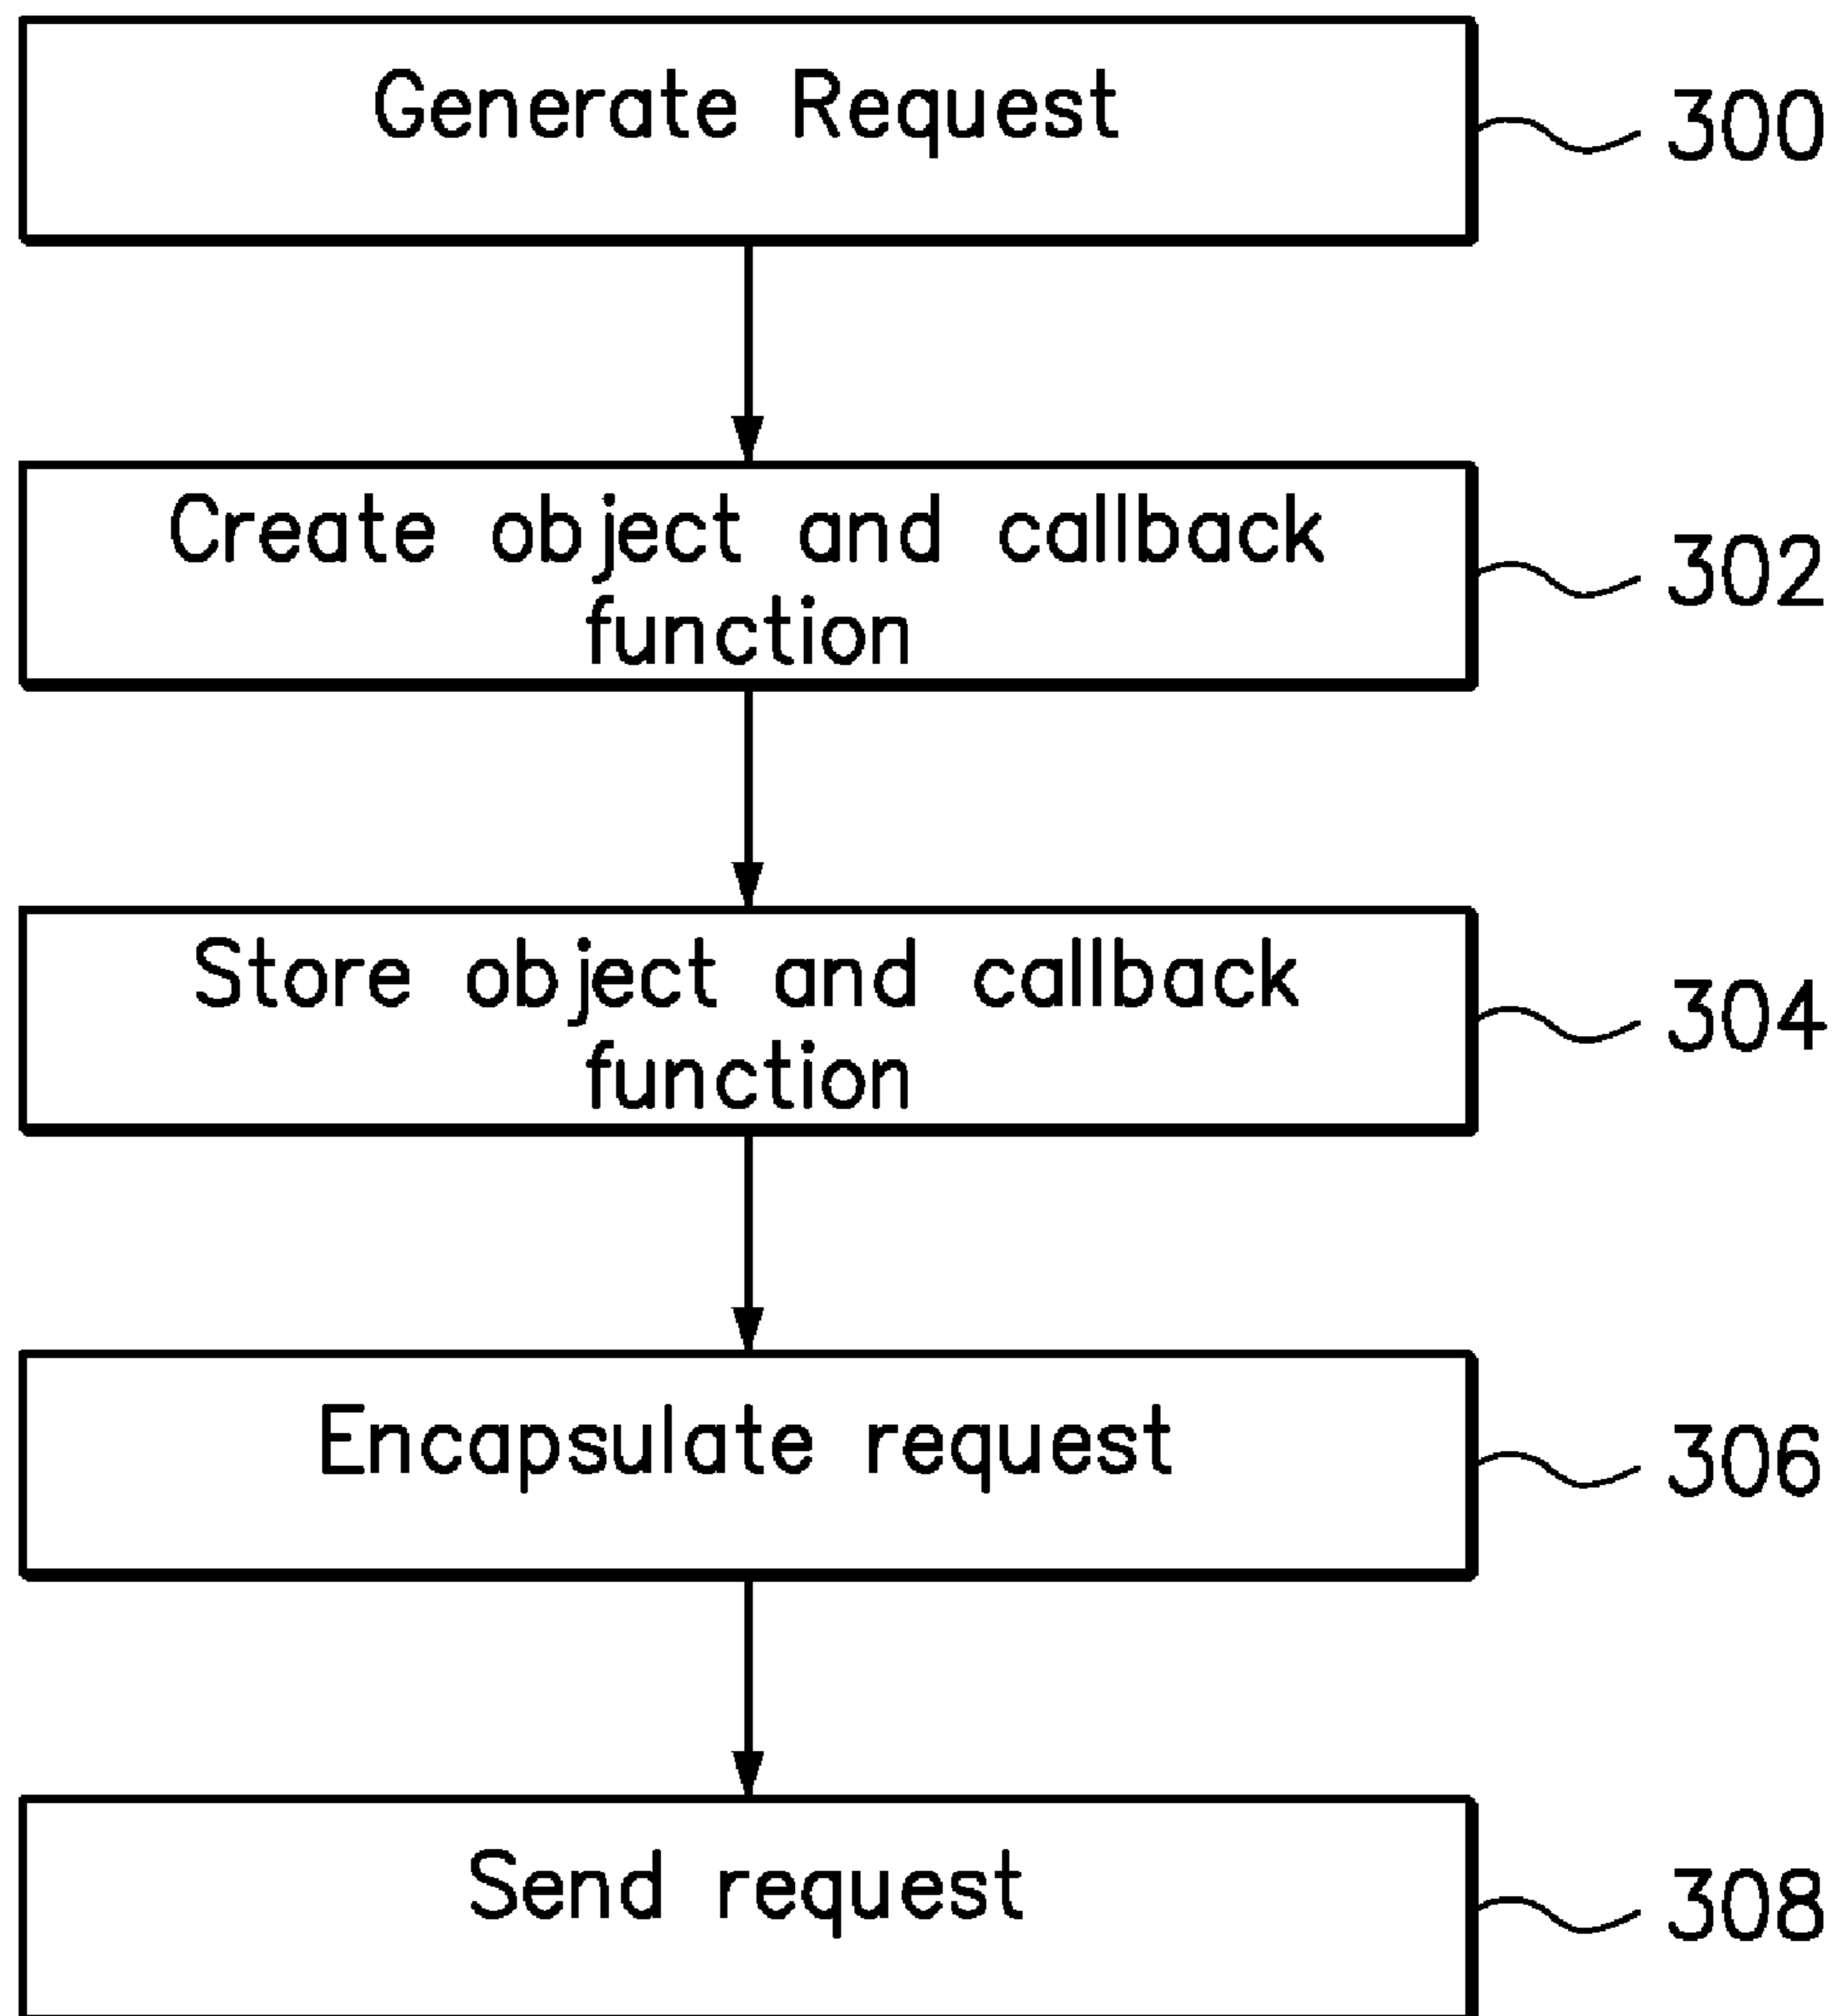 Generate Request
300
Create object and callback
function
302
Store object and callback
function
304
Encapsulate request
306
Send request
308